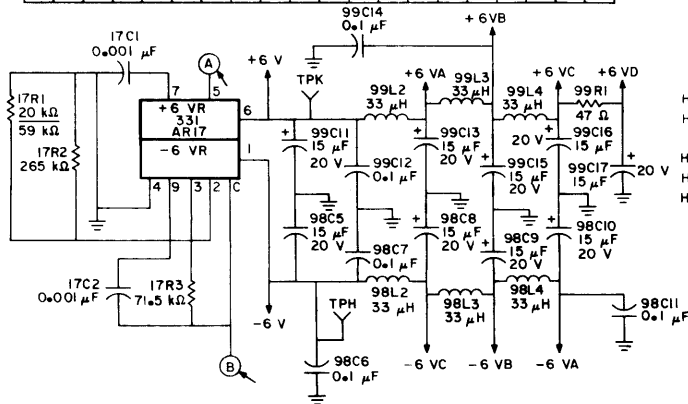 99C14
0.1 µF
+ 6VB
17C1
0.001 µF
A
+6 V
TPK
99L2
33 µH
+6 VA
99L3
33 µH
99L4
33 µH
+6 VC
+6 VD
99R1
47 Ω
17R1
20 kΩ
59 kΩ
17R2
265 kΩ
7
5
+6 VR
331
AR17
-6 VR
6
1
4
9
3
2
C
+
99C11
15 µF
20 V
99C12
0.1 µF
+
99C13
15 µF
20 V
+
99C15
15 µF
20 V
+
20 V
99C16
15 µF
99C17
15 µF
+
20 V
98C5
15 µF
20 V
98C7
0.1 µF
+
98C8
15 µF
20 V
+
98C9
15 µF
20 V
+
98C10
15 µF
20 V
17C2
0.001 µF
17R3
71.5 kΩ
-6 V
TPH
98L2
33 µH
98L3
33 µH
98L4
33 µH
98C11
0.1 µF
B
98C6
0.1 µF
-6 VC
-6 VB
-6 VA
H
H
H
H
H